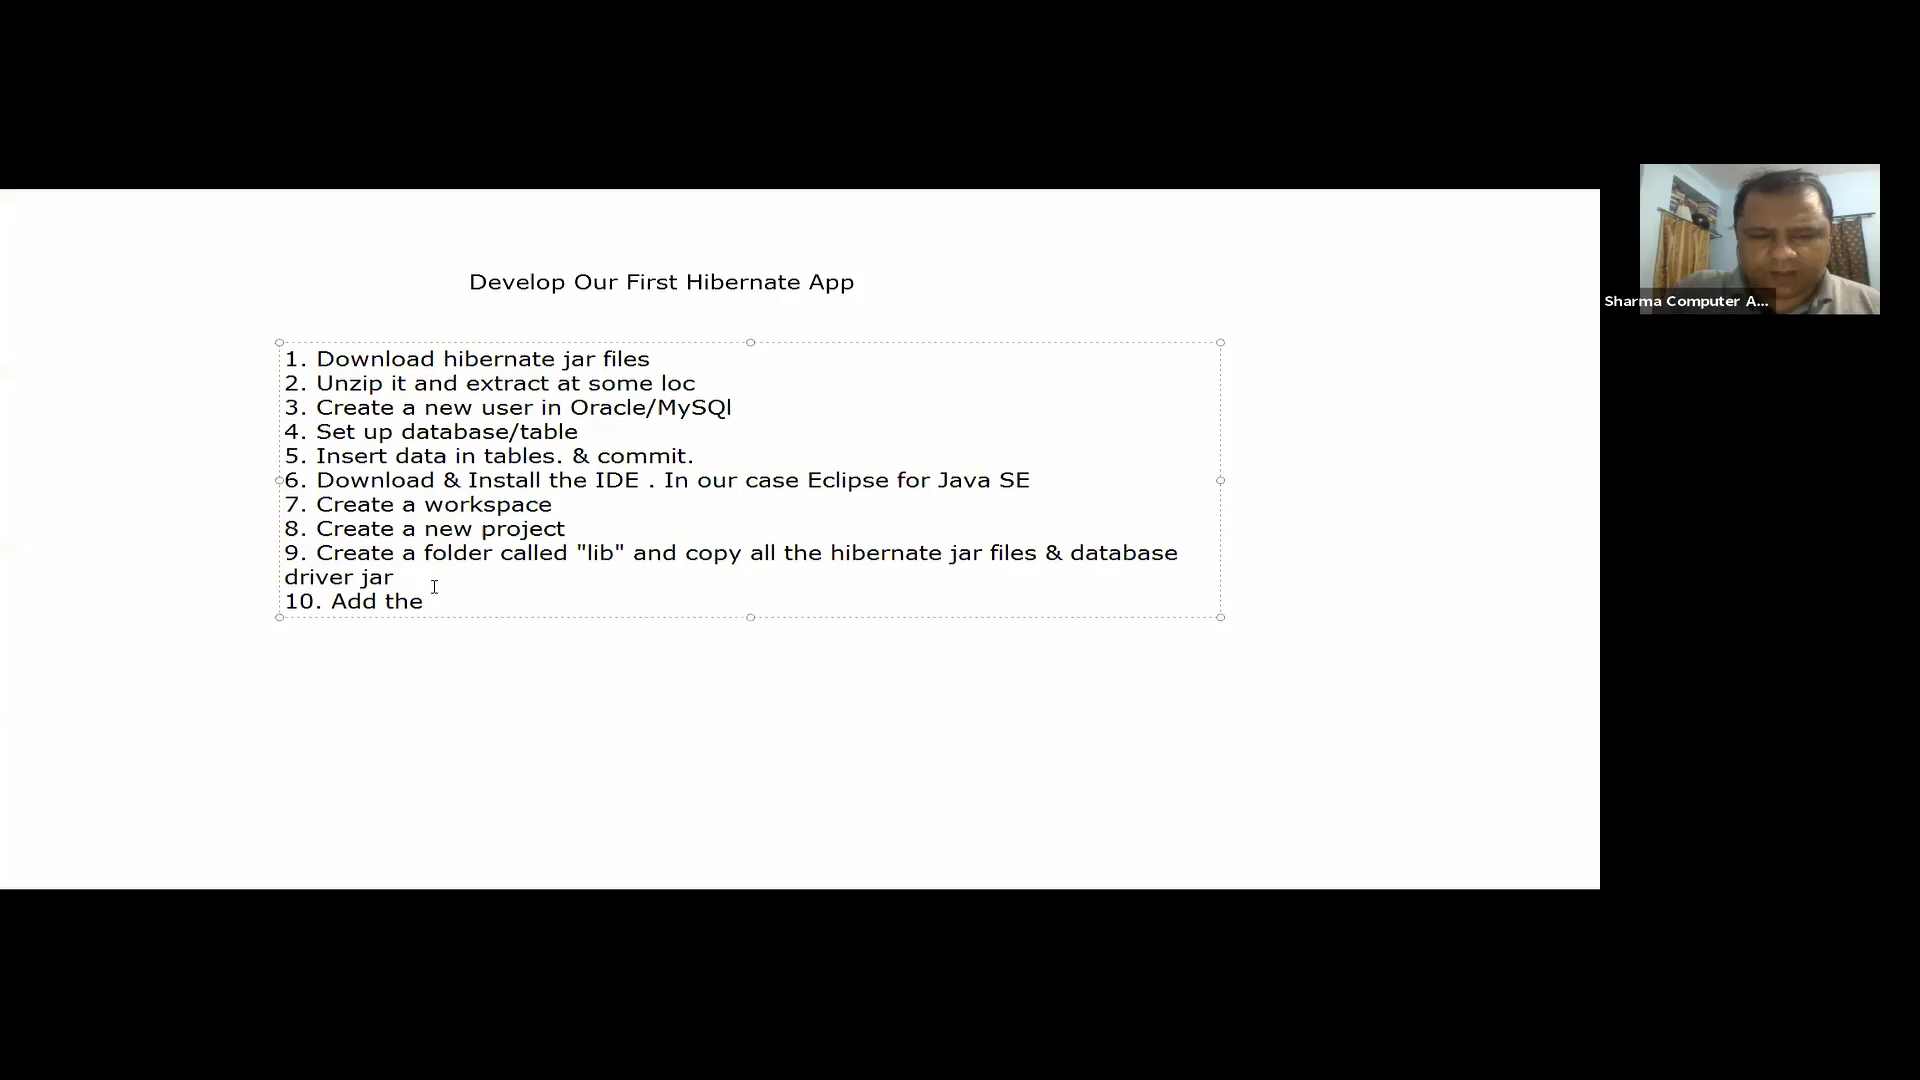 Develop Our First Hibernate App
1. Download hibernate jar files
2. Unzip it and extract at some loc
3. Create a new user in Oracle/MySQl
4. Set up database/table
5. Insert data in tables. & commit.
6. Download & Install the IDE . In our case Eclipse for Java SE
7. Create a workspace
8. Create a new project
9. Create a folder called "lib" and copy all the hibernate jar files & database
driver jar
10. Add the
Sharma Computer A...